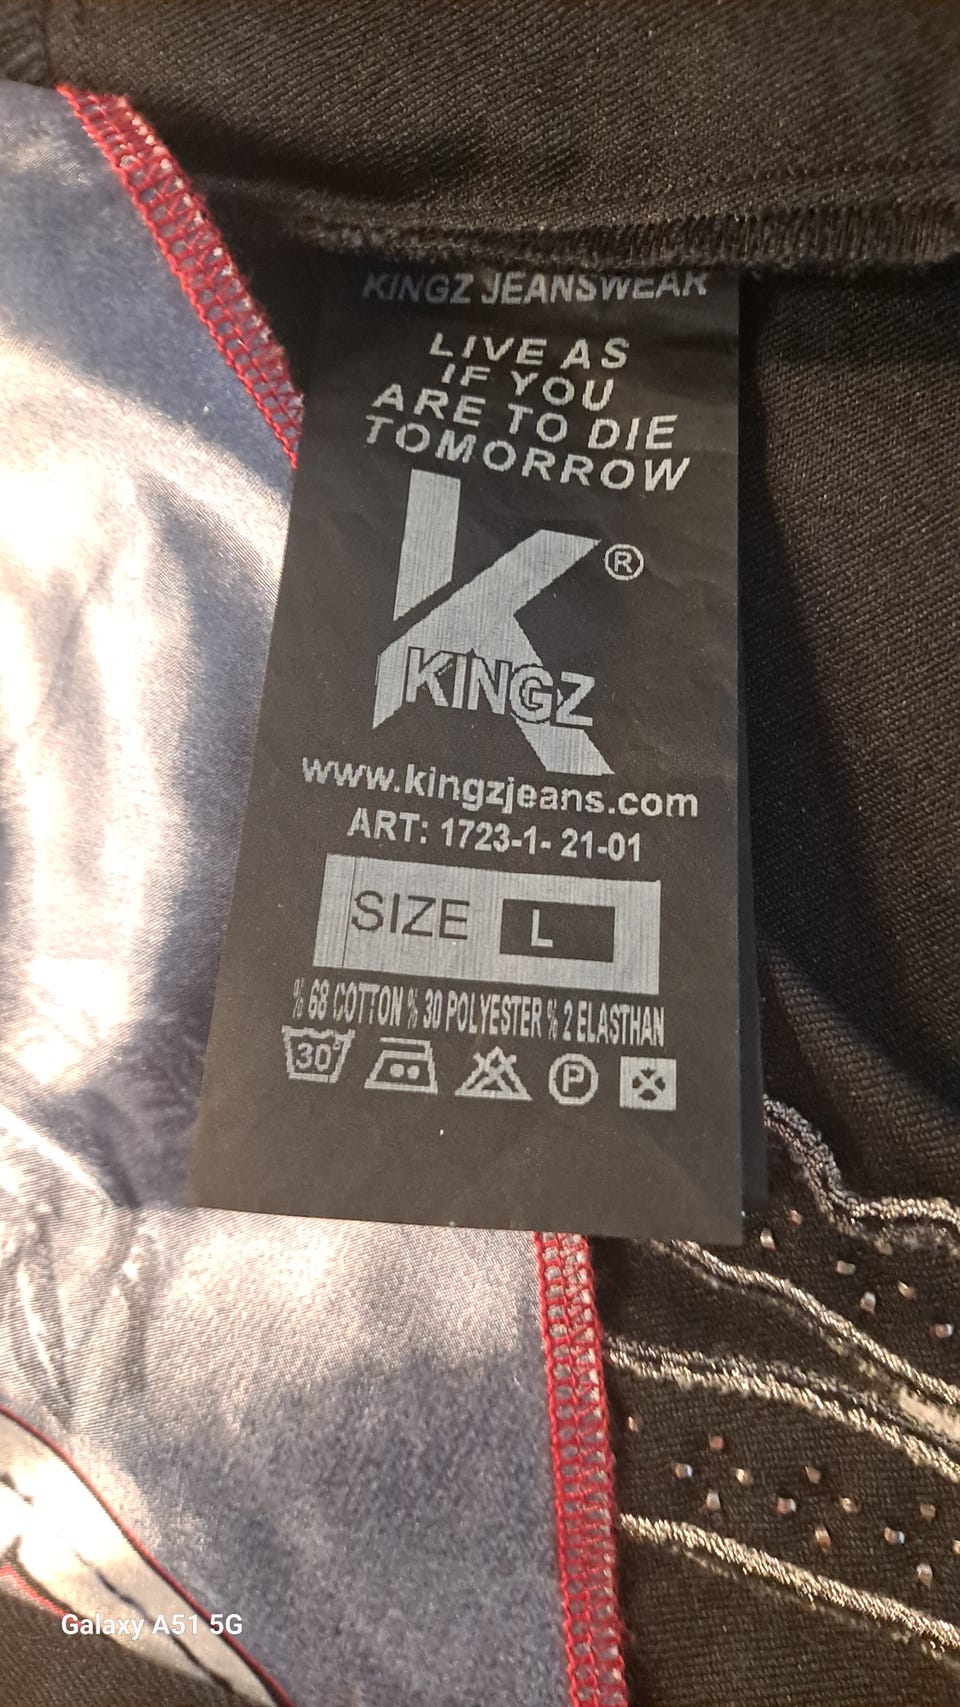 KINGZ JEANSWEAR
LIVE AS
IF YOU
ARE TO DIE
TOMORROW
®
KINGZ
www.kingzjeans.com
ART: 1723-1- 21-01
SIZE L
% 68 COTTON % 30 POLYESTER % 2 ELASTHAN
30°
P
Galaxy A51 5G